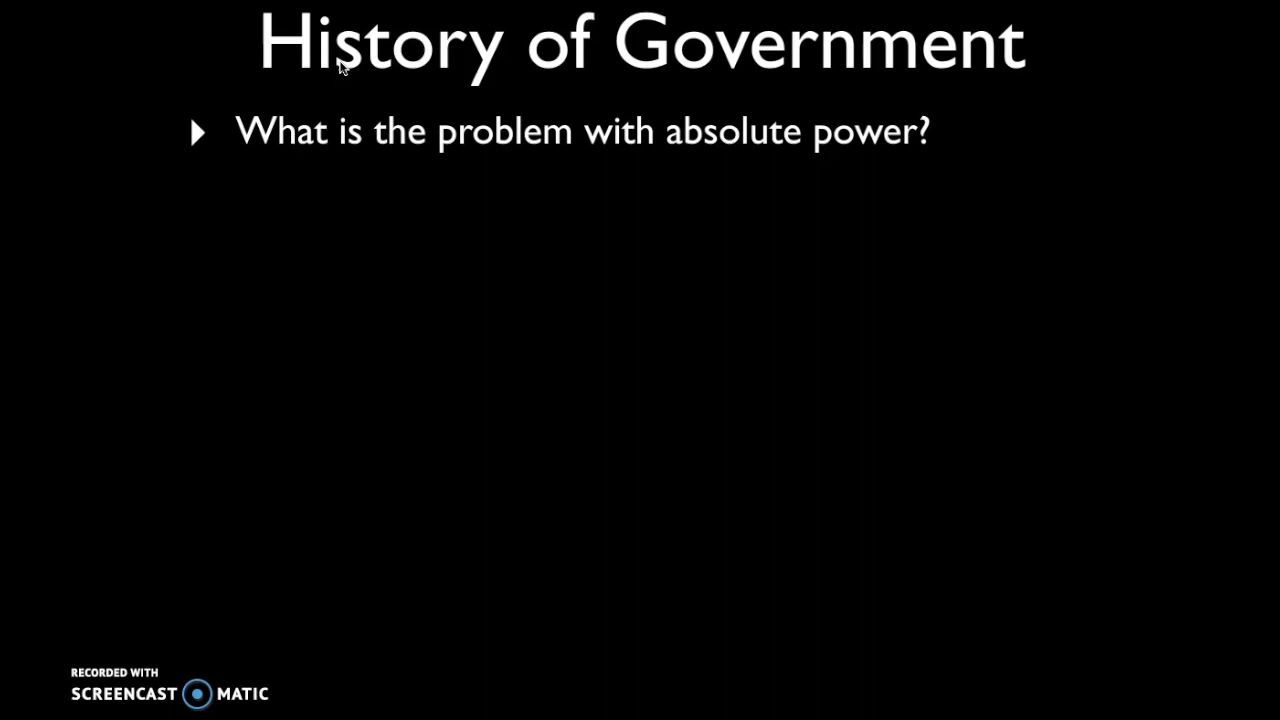 History of Government
What is the problem with absolute power?
RECORDED WITH
SCREENCAST MATIC